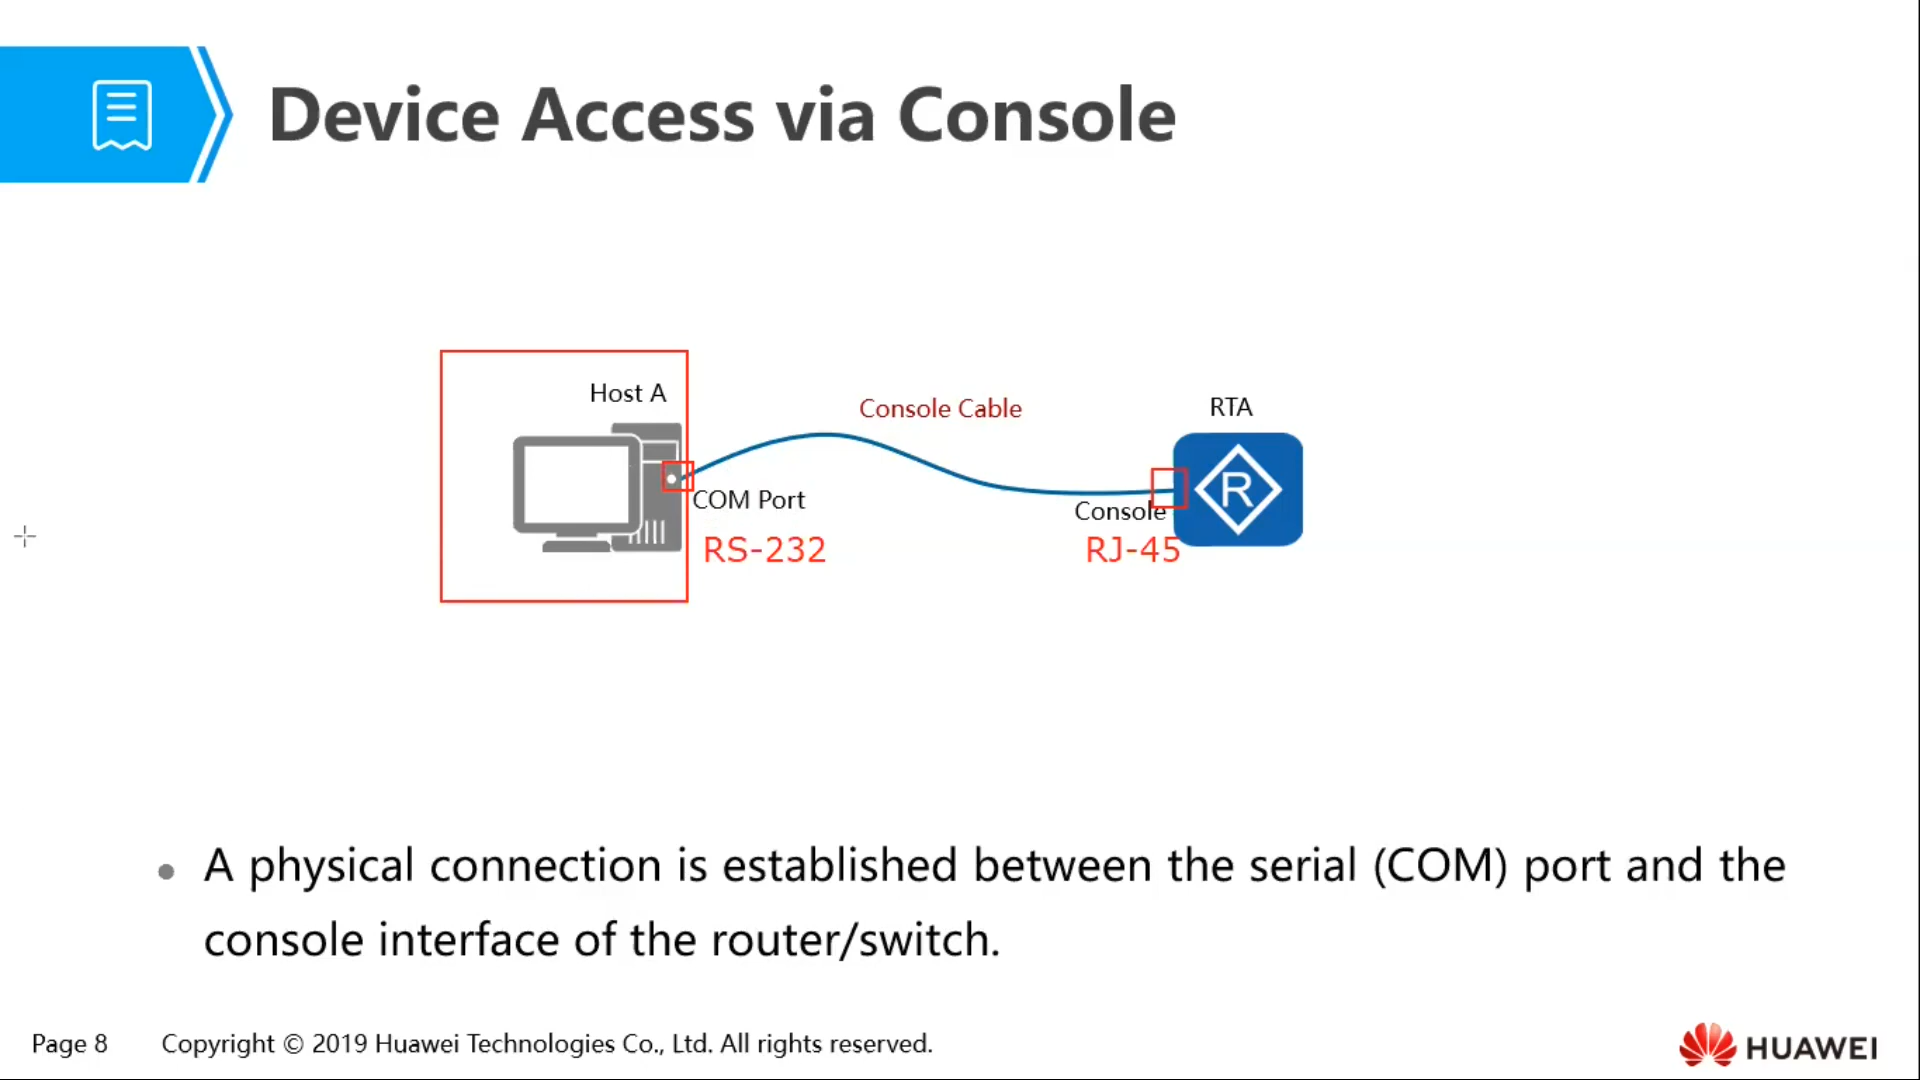 Device Access via Console
Host A
Console Cable
RTA
R
COM Port
Console
RS-232
RJ-45
A physical connection is established between the serial (COM) port and the
console interface of the router/switch.
Page 8
Copyright © 2019 Huawei Technologies Co., Ltd. All rights reserved.
HUAWEI